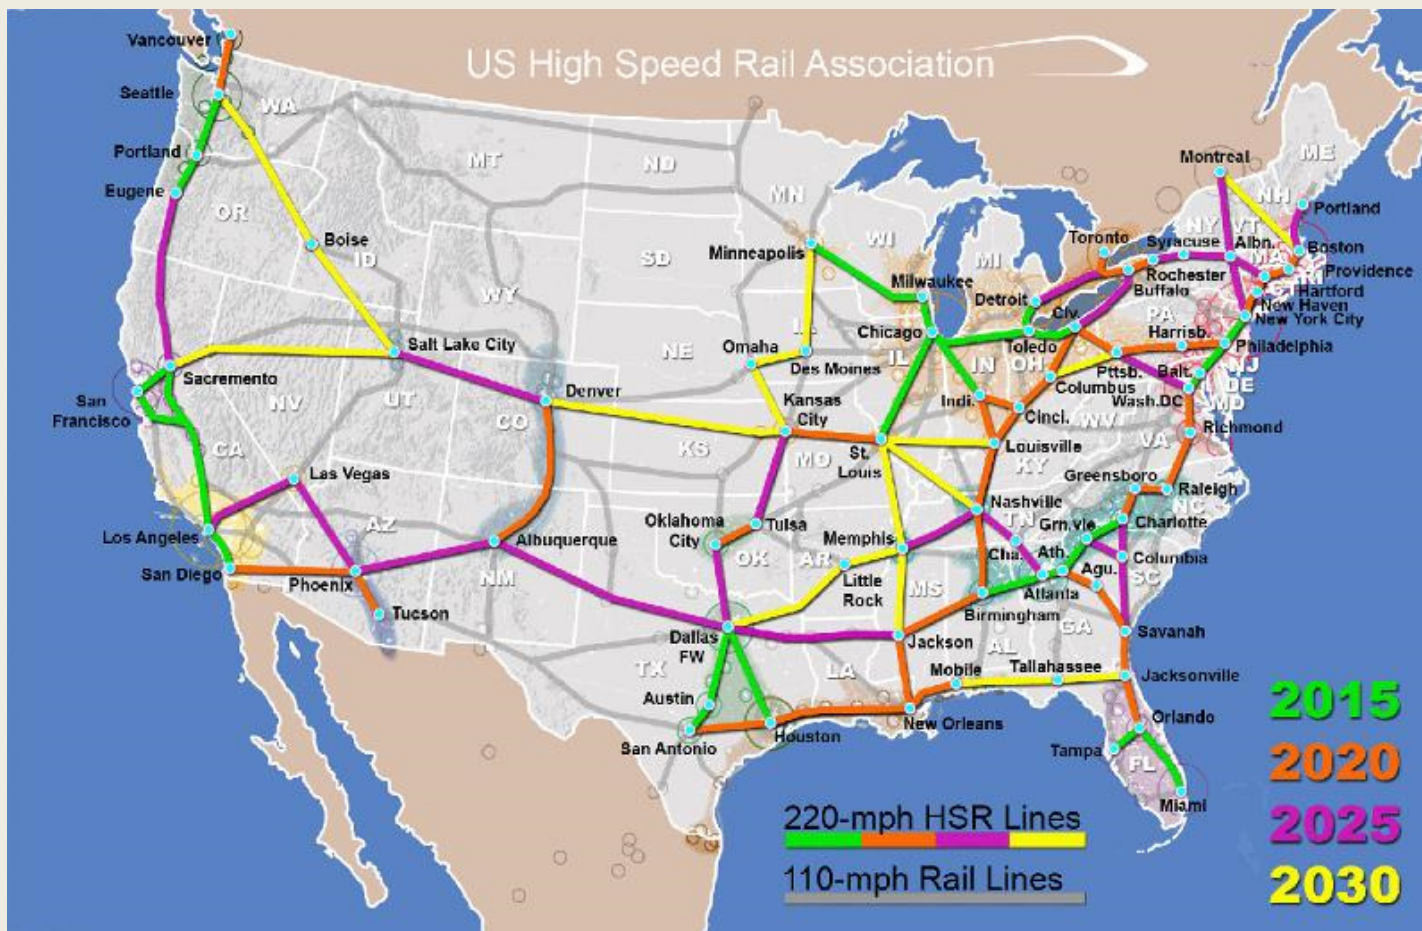 US High Speed Rail Association
Vancouver
Seattle
WA
Portland
Eugene
OR
Boise
ID
MT
ND
MN
SD
WY
Minneapolis
WI
MI
Milwaukee
Chicago
Detroit
Toronto
Montreal
ME
NH
VT
NY
Portland
Boston
Syracuse
Albn.
MA
Providence
Rochester
Hartford
Buffalo
New Haven
New York City
Clv.
PA
Harrisb.
Philadelphia
Toledo
IL
IN
OH
Pttsb.
Balt.
NJ
DE
MD
Columbus
Wash.DC
Indi.
Cinci.
WV
VA
Richmond
Salt Lake City
Sacremento
San
Francisco
NV
UT
CA
Denver
CO
NE
Omaha
Des Moines
Kansas
City
KS
MO
St.
Louis
Louisville
KY
Greensboro
Raleigh
NC
Las Vegas
Los Angeles
AZ
San Diego
Phoenix
Tucson
Albuquerque
NM
Oklahoma
City
Tulsa
OK
AR
Memphis
Little
Rock
Nashville
TN
Cha.
Grn.vle
Charlotte
Ath.
Agu.
Columbia
SC
MS
Atlanta
Birmingham
GA
AL
Savanah
Dallas
FW
Jackson
Mobile
Tallahassee
Jacksonville
TX
LA
Austin
San Antonio
Houston
New Orleans
Orlando
Tampa
FL
Miami
220-mph HSR Lines
110-mph Rail Lines
2015
2020
2025
2030